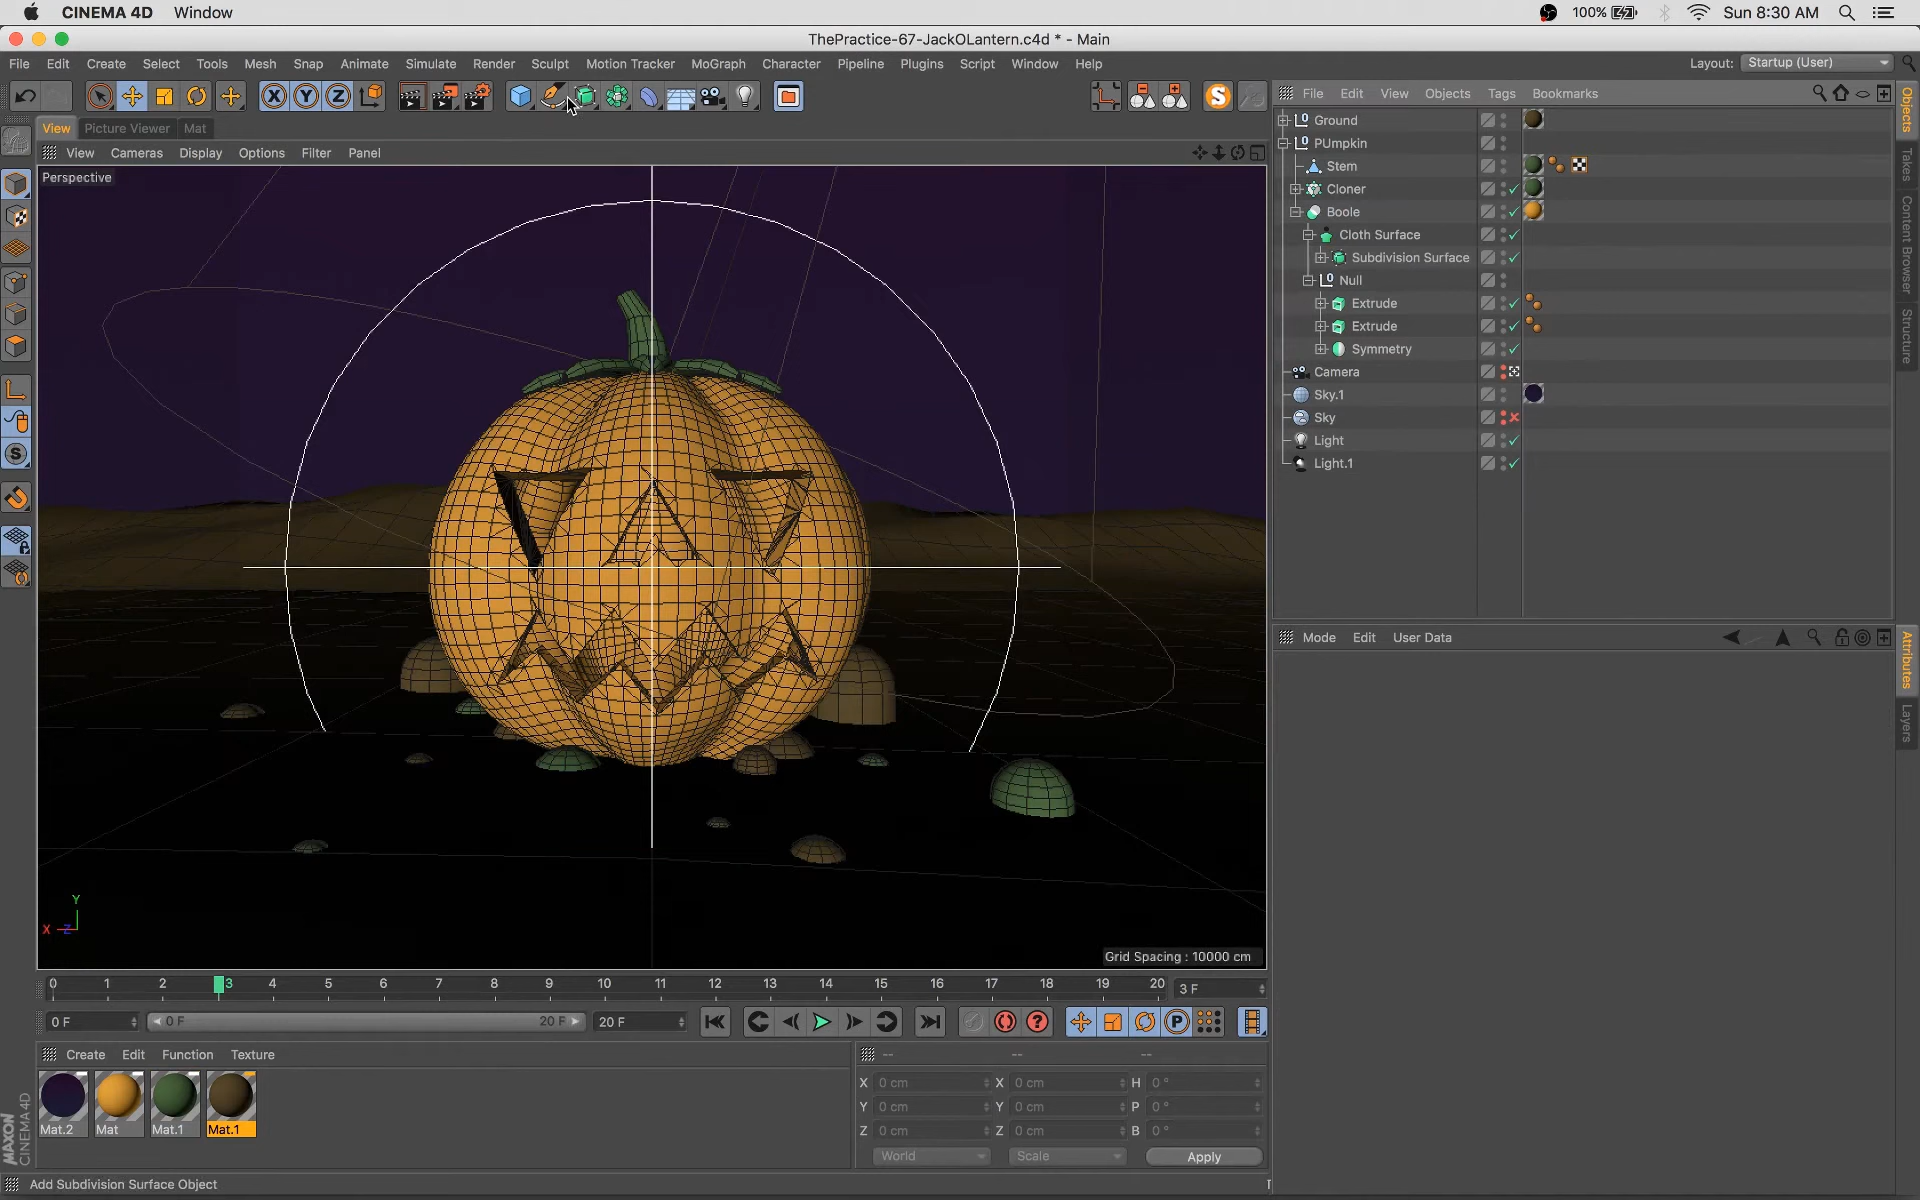 CINEMA 4D Window 100% Sun 8:30 AM
ThePractice-67-JackOLantern.c4d * - Main
File Edit Create Select Tools Mesh Snap Animate Simulate Render Sculpt Motion Tracker MoGraph Character Pipeline Plugins Script Window Help Layout: Startup (User)
X Y Z S
File Edit View Objects Tags Bookmarks
View Picture Viewer Mat
View Cameras Display Options Filter Panel
Perspective
Ground
PUmpkin
Stem
Cloner
Boole
Cloth Surface
Subdivision Surface
Null
Extrude
Extrude
Symmetry
Camera
Sky.1
Sky
Light
Light.1
Objects
Takes
Content Browser
Structure
Mode Edit User Data
Attributes
Layers
S
Y
X Z
Grid Spacing : 10000 cm
0 1 2 3 4 5 6 7 8 9 10 11 12 13 14 15 16 17 18 19 20 3 F
0 F 0 F 20 F 20 F ? P
Create Edit Function Texture
-- -- --
X 0 cm X 0 cm H 0 °
Y 0 cm Y 0 cm P 0 °
Z 0 cm Z 0 cm B 0 °
World Scale Apply
Mat.2 Mat Mat.1 Mat.1
MAXON CINEMA 4D
Add Subdivision Surface Object